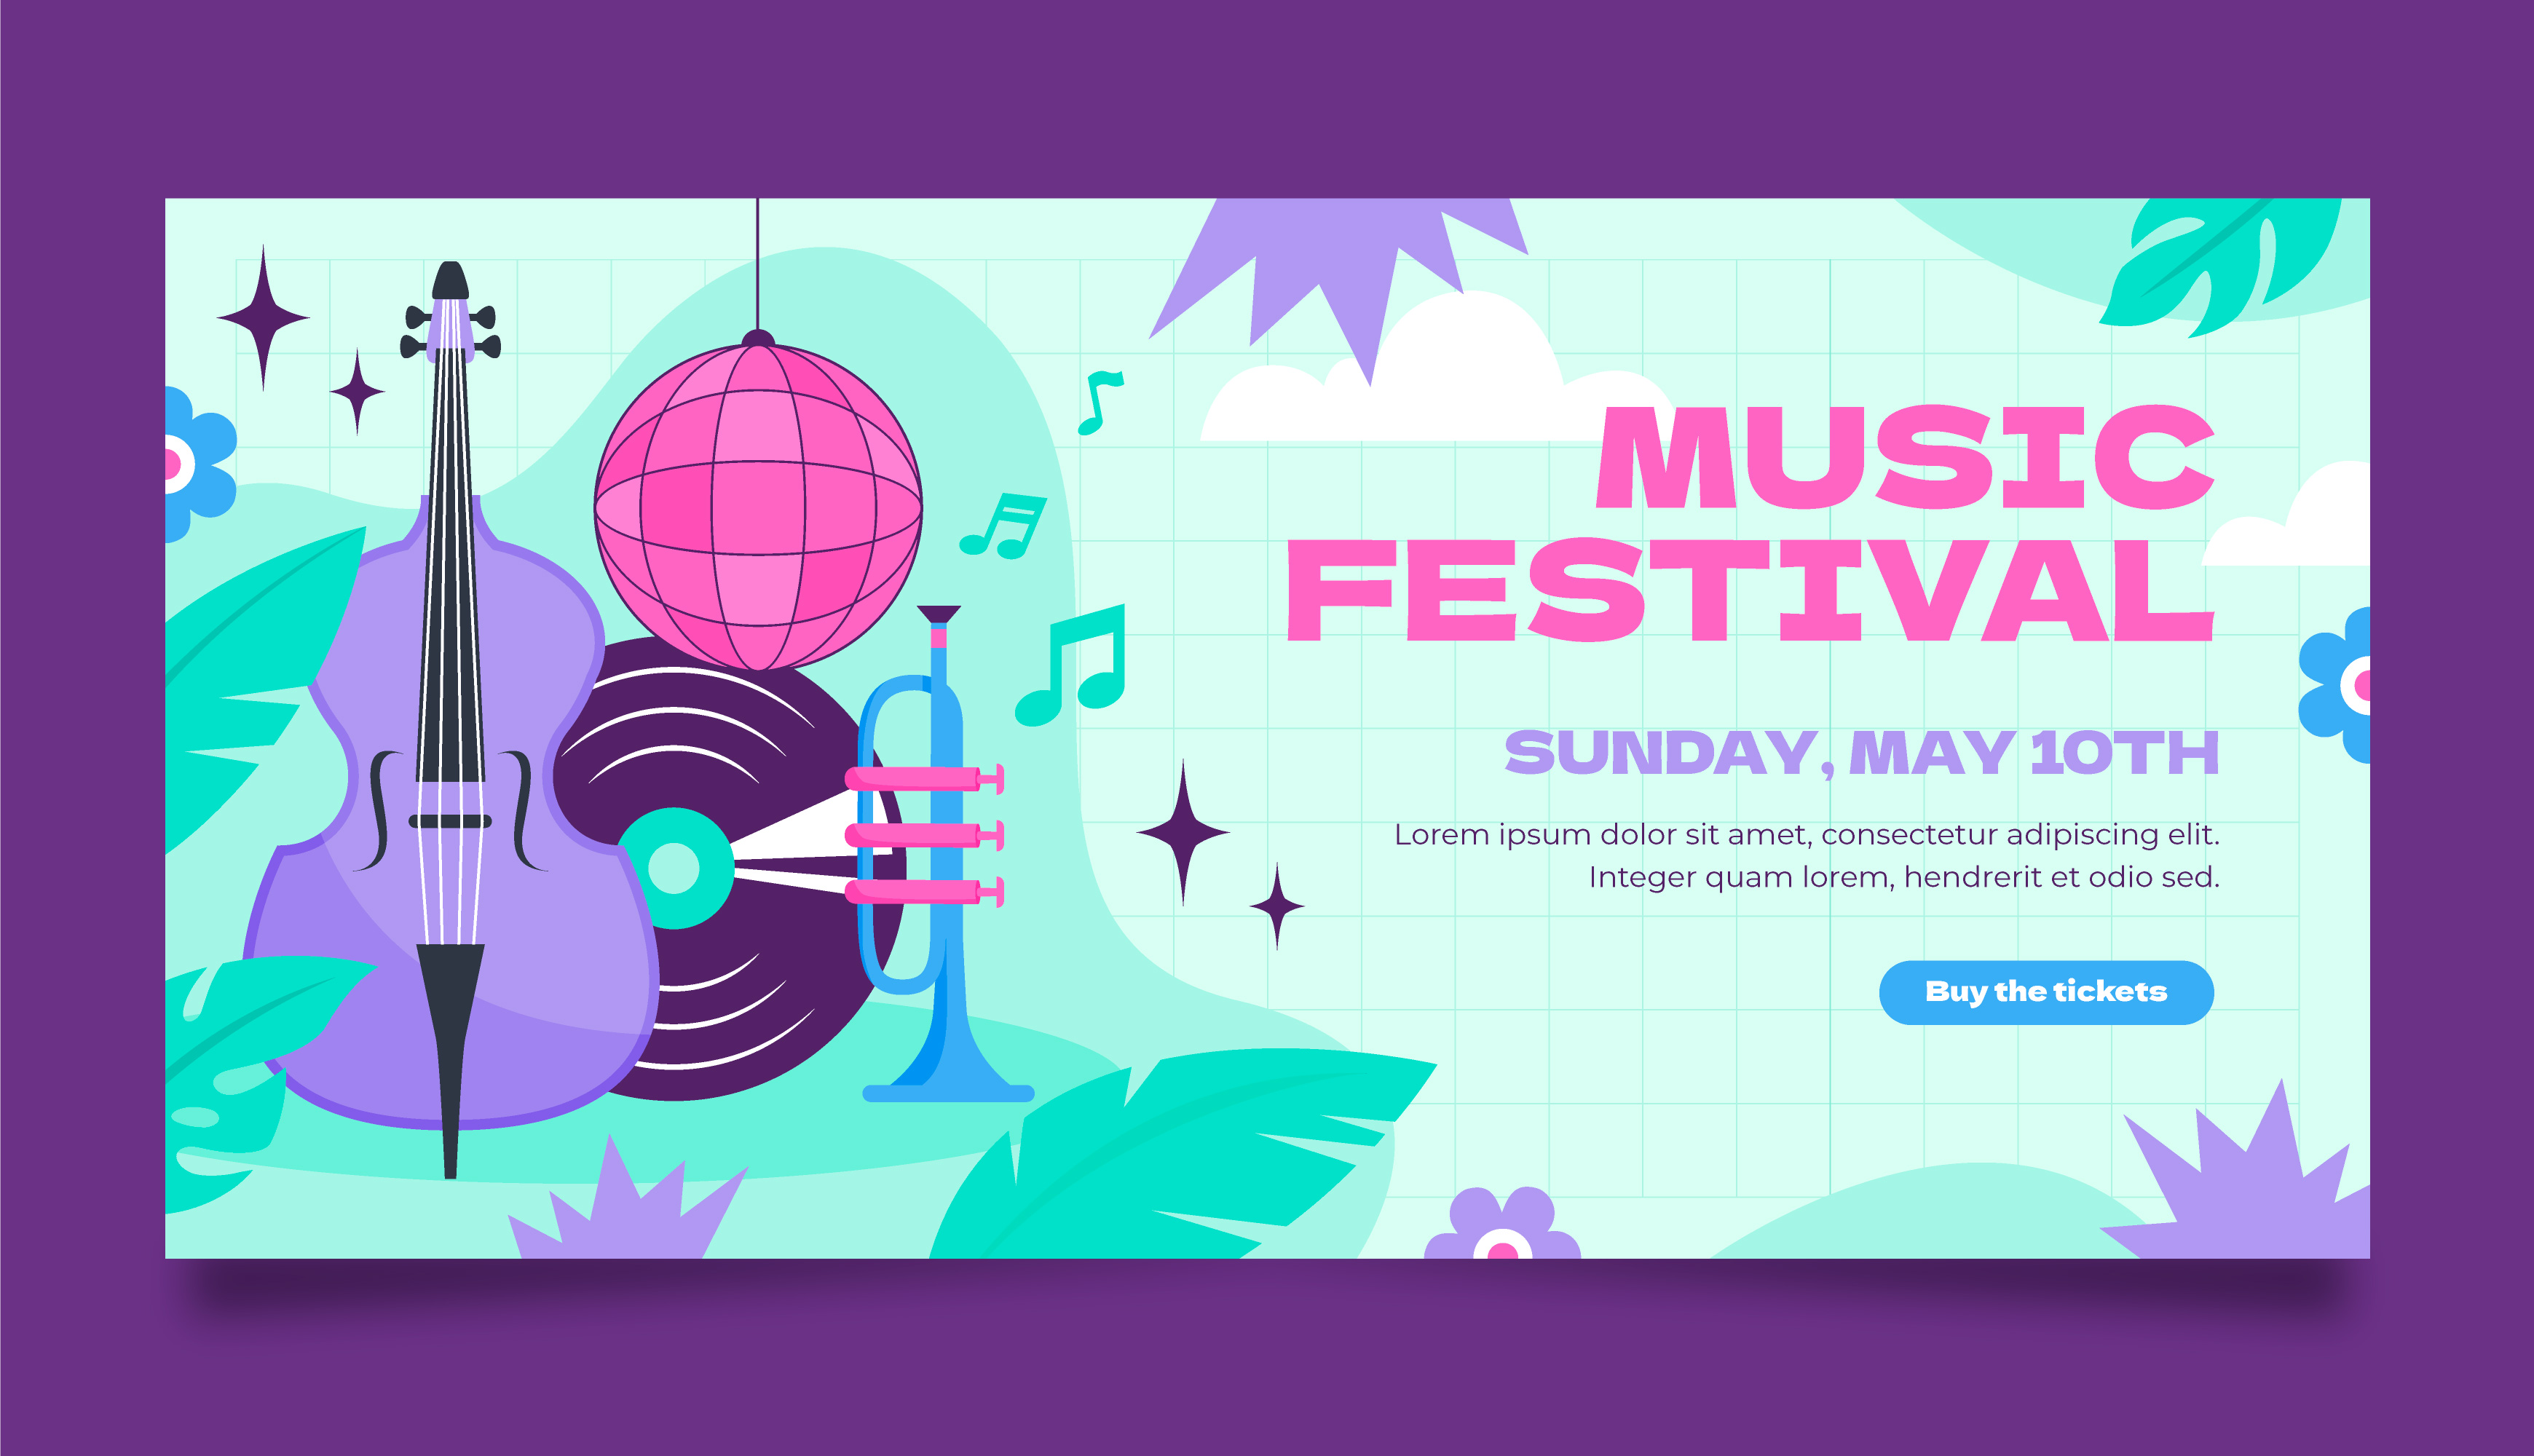 MUSIC
FESTIVAL
SUNDAY, MAY 10TH
Lorem ipsum dolor sit amet, consectetur adipiscing elit.
Integer quam lorem, hendrerit et odio sed.
Buy the tickets